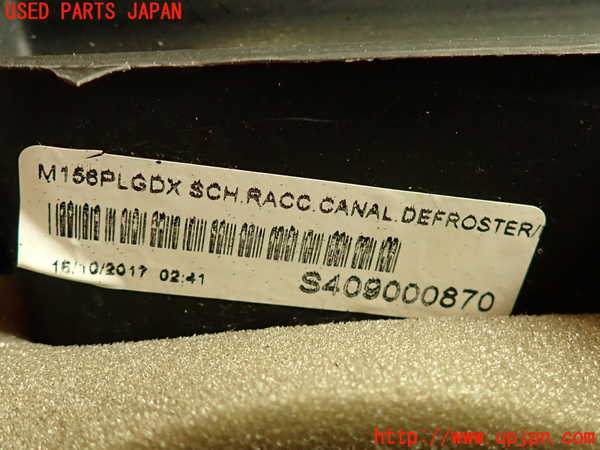 USED PARTS JAPAN
M156PLGDX SCH.RACC.CANAL.DEFROSTER/
16/10/2017 02:41
S409000870
http://www.upjpn.com